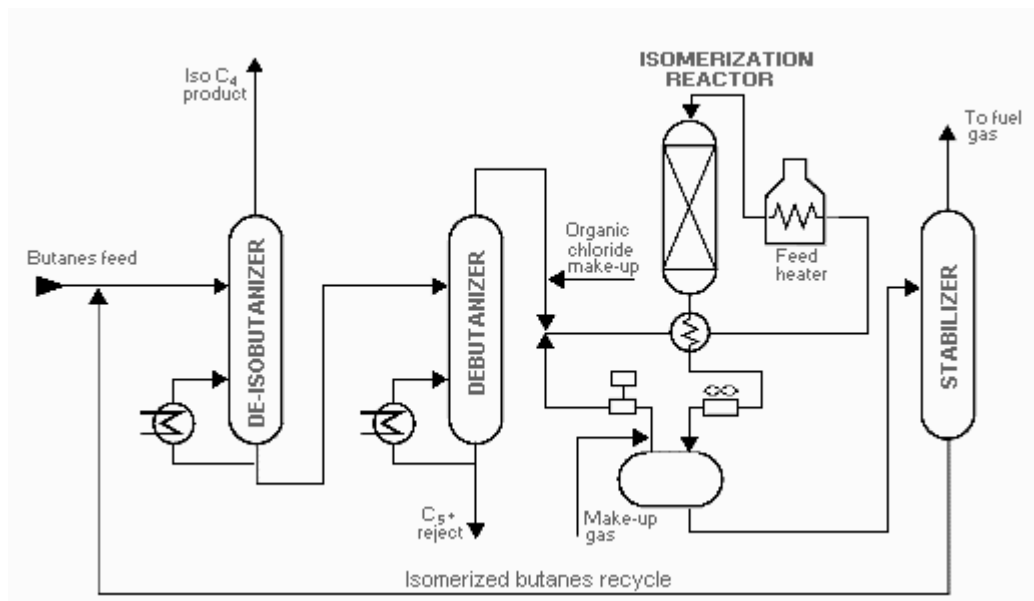 ISOMERIZATION
REACTOR
Iso C₄
product
To fuel
gas
Butanes feed
DE-ISOBUTANIZER
DEBUTANIZER
Organic
chloride
make-up
Feed
heater
STABILIZER
C₅+
reject
Make-up
gas
Isomerized butanes recycle